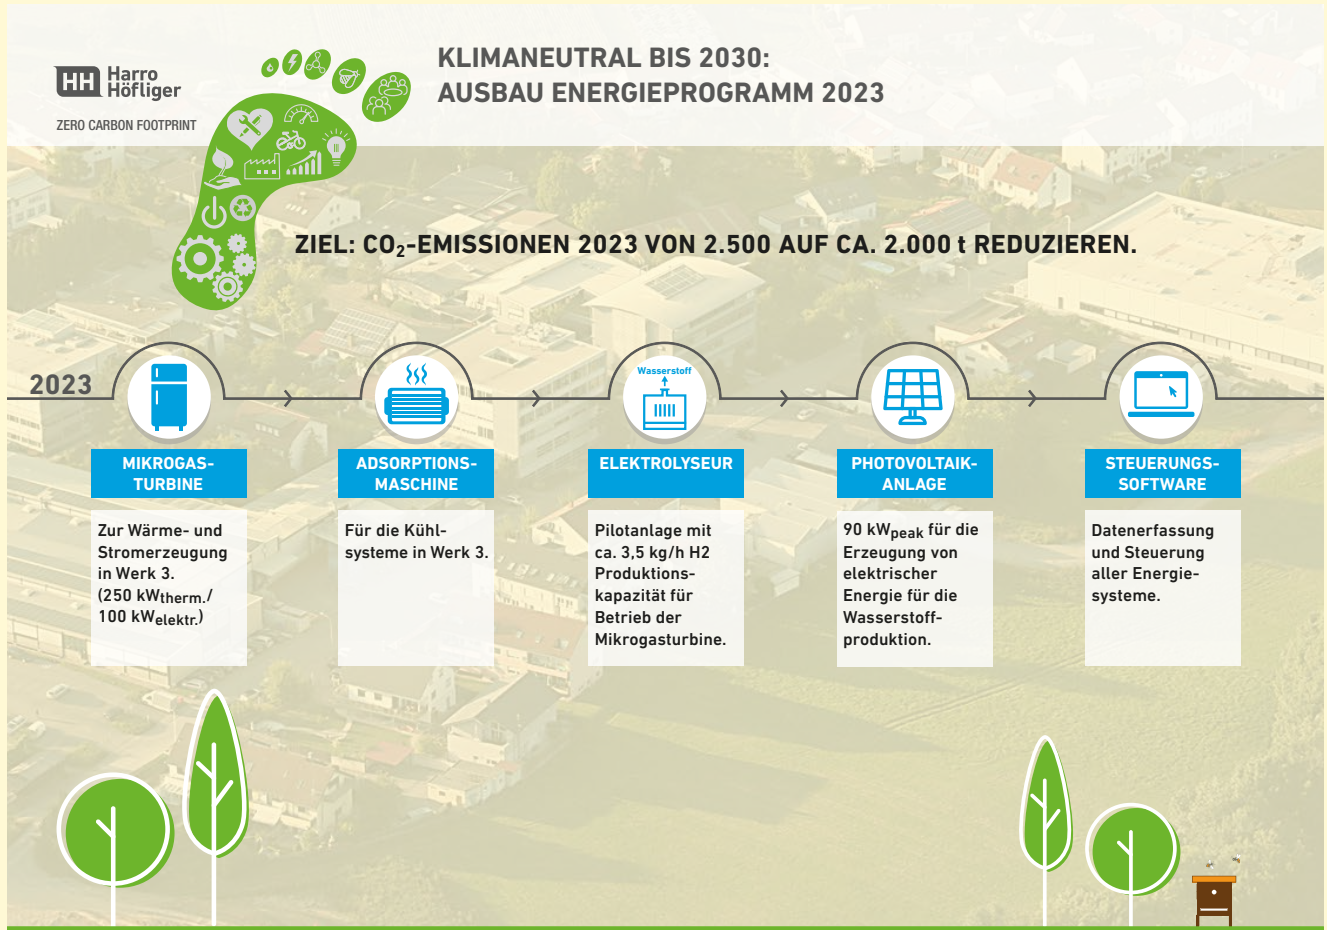 HH Harro
Höfliger
ZERO CARBON FOOTPRINT
KLIMANEUTRAL BIS 2030:
AUSBAU ENERGIEPROGRAMM 2023
ZIEL: CO₂-EMISSIONEN 2023 VON 2.500 AUF CA. 2.000 t REDUZIEREN.
2023
MIKROGAS-
TURBINE
Zur Wärme- und
Stromerzeugung
in Werk 3.
(250 kWtherm./
100 kWelektr.)
ADSORPTIONS-
MASCHINE
Für die Kühl-
systeme in Werk 3.
Wasserstoff
ELEKTROLYSEUR
Pilotanlage mit
ca. 3,5 kg/h H2
Produktions-
kapazität für
Betrieb der
Mikrogasturbine.
PHOTOVOLTAIK-
ANLAGE
90 kWpeak für die
Erzeugung von
elektrischer
Energie für die
Wasserstoff-
produktion.
STEUERUNGS-
SOFTWARE
Datenerfassung
und Steuerung
aller Energie-
systeme.